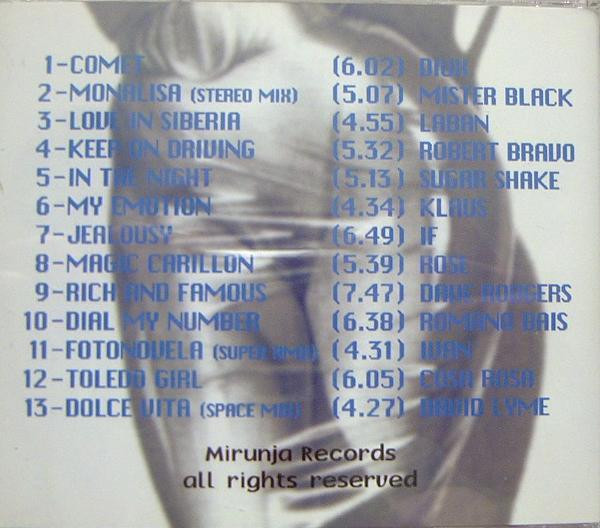 1-COMET (6.02) DIUK
2-MONALISA (STEREO MIX) (5.07) MISTER BLACK
3-LOVE IN SIBERIA (4.55) LABAN
4-KEEP ON DRIVING (5.32) ROBERT BRAVO
5-IN THE NIGHT (5.13) SUGAR SHAKE
6-MY EMOTION (4.34) KLAUS
7-JEALOUSY (6.49) IF
8-MAGIC CARILLON (5.39) ROSE
9-RICH AND FAMOUS (7.47) DAVE RODGERS
10-DIAL MY NUMBER (6.38) ROMANO BAIS
11-FOTONOVELA (SUPER RMX) (4.31) IVAN
12-TOLEDO GIRL (6.05) COSA ROSA
13-DOLCE VITA (SPACE MIX) (4.27) DAVID LYME
Mirunja Records
all rights reserved